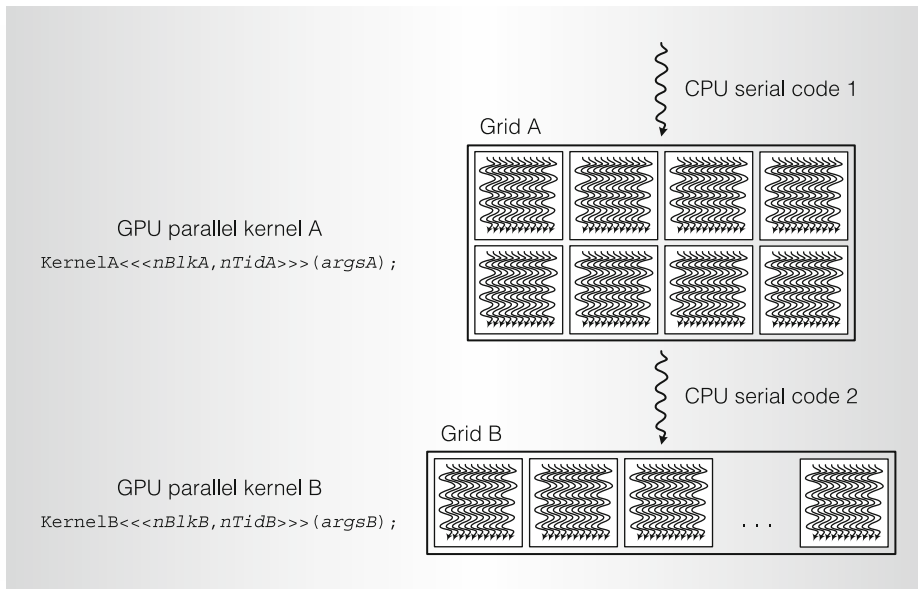 CPU serial code 1
Grid A
GPU parallel kernel A
KernelA<<<nBlkA,nTidA>>>(argsA);
CPU serial code 2
Grid B
GPU parallel kernel B
KernelB<<<nBlkB,nTidB>>>(argsB);
. . .